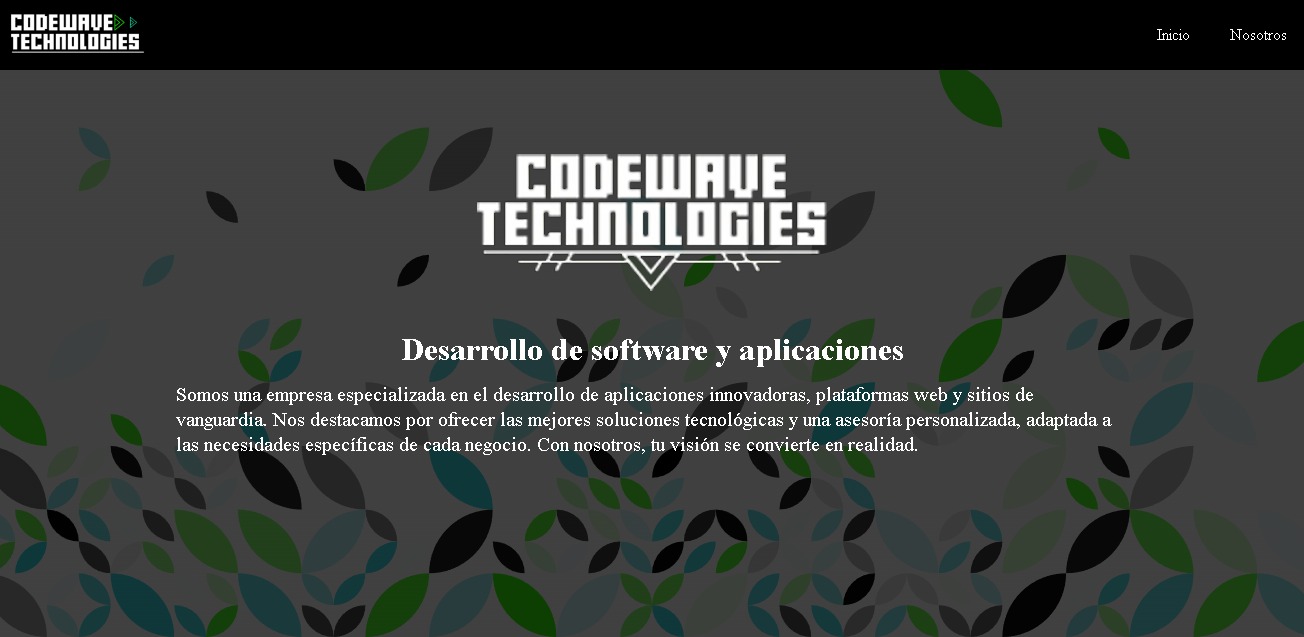 CODEWAVE
TECHNOLOGIES
Inicio Nosotros
CODEWAVE
TECHNOLOGIES
Desarrollo de software y aplicaciones
Somos una empresa especializada en el desarrollo de aplicaciones innovadoras, plataformas web y sitios de
vanguardia. Nos destacamos por ofrecer las mejores soluciones tecnológicas y una asesoría personalizada, adaptada a
las necesidades específicas de cada negocio. Con nosotros, tu visión se convierte en realidad.